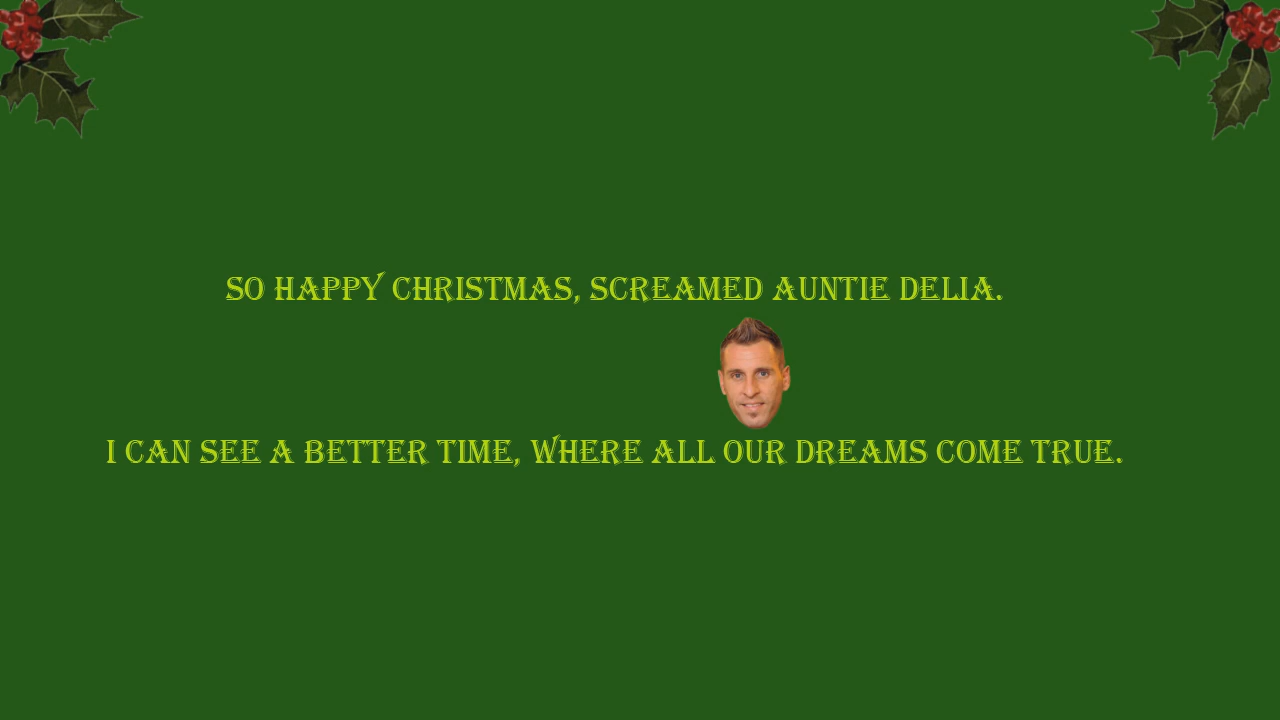 SO HAPPY CHRISTMAS, SCREAMED AUNTIE DELIA.
I CAN SEE A BETTER TIME, WHERE ALL OUR DREAMS COME TRUE.